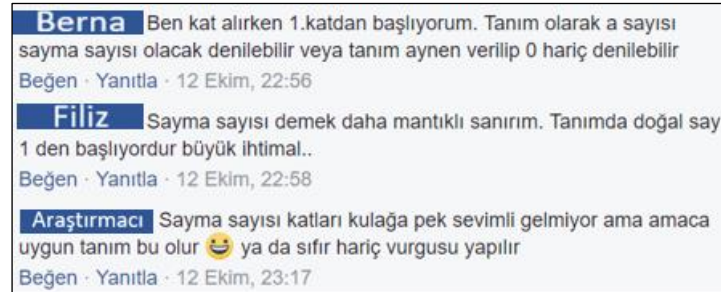 Berna Ben kat alırken 1.katdan başlıyorum. Tanım olarak a sayısı
sayma sayısı olacak denilebilir veya tanım aynen verilip 0 hariç denilebilir
Beğen · Yanıtla · 12 Ekim, 22:56
Filiz Sayma sayısı demek daha mantıklı sanırım. Tanımda doğal say
1 den başlıyordur büyük ihtimal..
Beğen · Yanıtla · 12 Ekim, 22:58
Araştırmacı Sayma sayısı katları kulağa pek sevimli gelmiyor ama amaca
uygun tanım bu olur 😀 ya da sıfır hariç vurgusu yapılır
Beğen · Yanıtla · 12 Ekim, 23:17